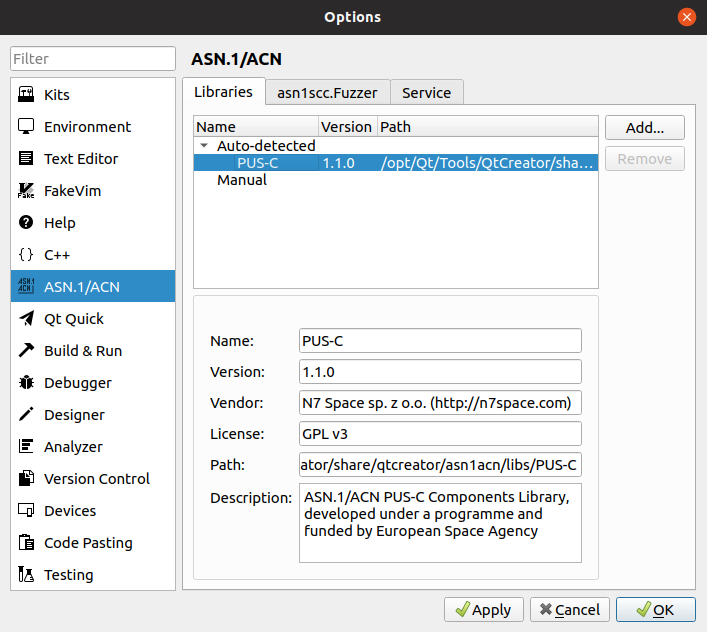 Options
Filter
ASN.1/ACN
Kits
Environment
Text Editor
FakeVim
Help
C++
ASN.1/ACN
Qt Quick
Build & Run
Debugger
Designer
Analyzer
Version Control
Devices
Code Pasting
Testing
Libraries
asn1scc.Fuzzer
Service
Name Version Path
Auto-detected
PUS-C 1.1.0 /opt/Qt/Tools/QtCreator/sha...
Manual
Add...
Remove
Name: PUS-C
Version: 1.1.0
Vendor: N7 Space sp. z o.o. (http://n7space.com)
License: GPL v3
Path: ator/share/qtcreator/asn1acn/libs/PUS-C
Description: ASN.1/ACN PUS-C Components Library,
developed under a programme and
funded by European Space Agency
Apply
Cancel
OK